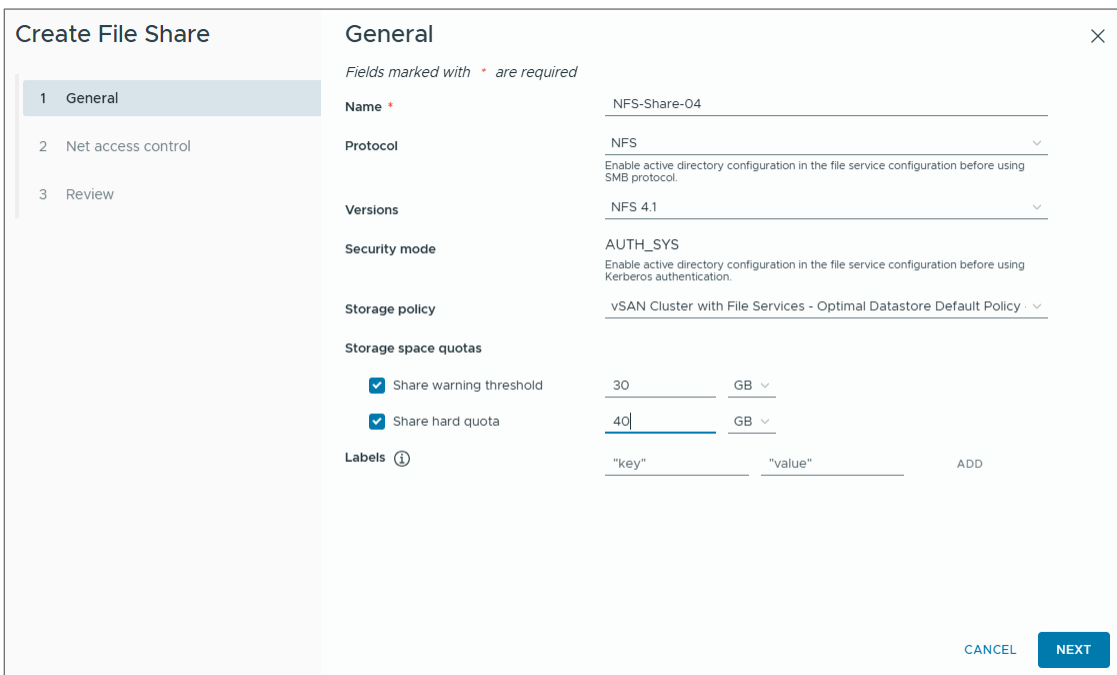 Create File Share
1 General
2 Net access control
3 Review
General
Fields marked with * are required
Name *
NFS-Share-04
Protocol
NFS
Enable active directory configuration in the file service configuration before using
SMB protocol.
Versions
NFS 4.1
Security mode
AUTH_SYS
Enable active directory configuration in the file service configuration before using
Kerberos authentication.
Storage policy
vSAN Cluster with File Services - Optimal Datastore Default Policy
Storage space quotas
Share warning threshold 30 GB
Share hard quota 40 GB
Labels "key" "value" ADD
CANCEL NEXT